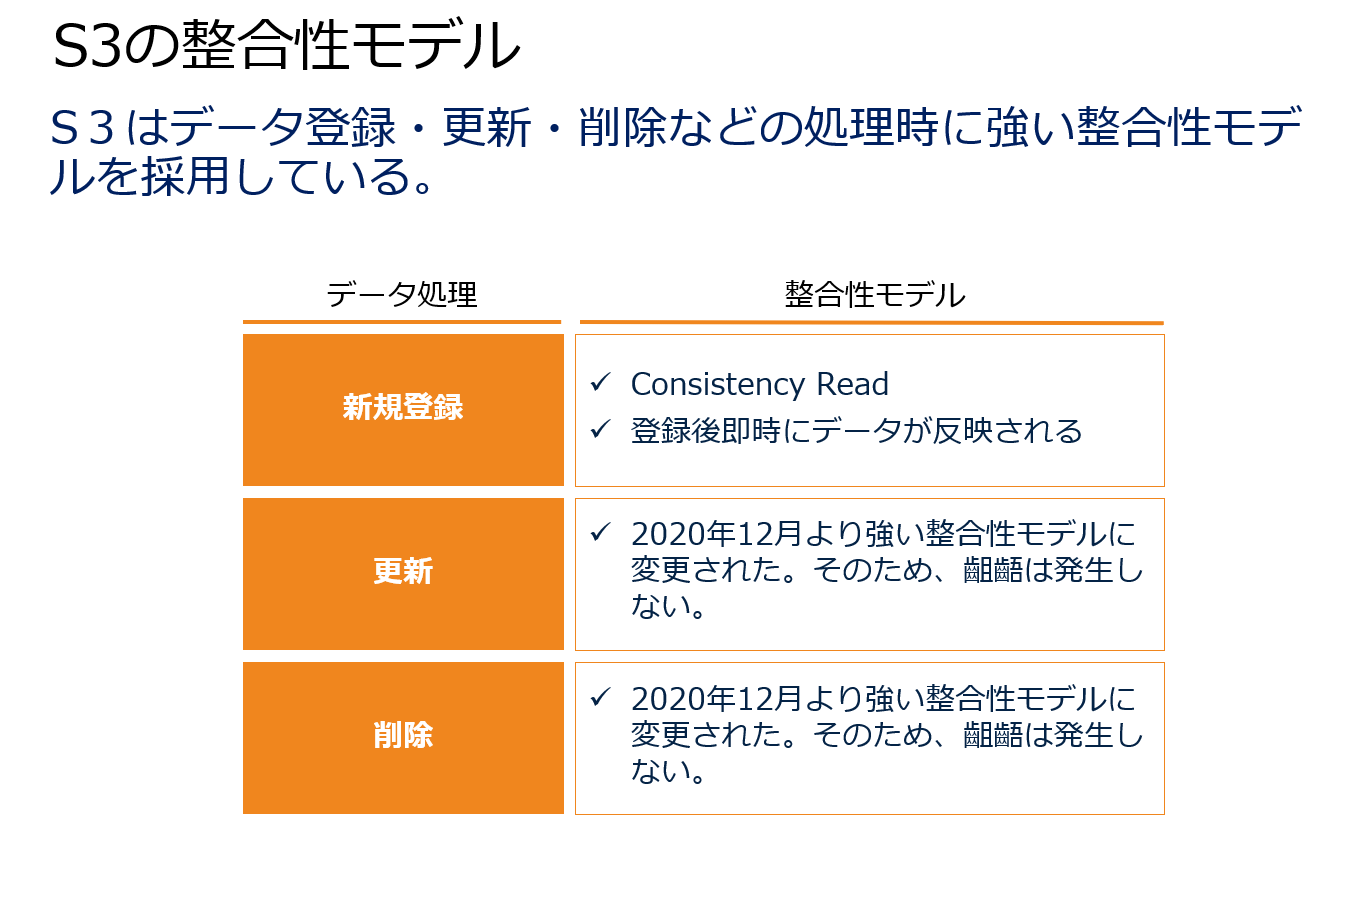 S3の整合性モデル
S３はデータ登録・更新・削除などの処理時に強い整合性モデ
ルを採用している。
データ処理
整合性モデル
新規登録
✓ Consistency Read
✓ 登録後即時にデータが反映される
更新
✓ 2020年12月より強い整合性モデルに
変更された。そのため、齟齬は発生し
ない。
削除
✓ 2020年12月より強い整合性モデルに
変更された。そのため、齟齬は発生し
ない。